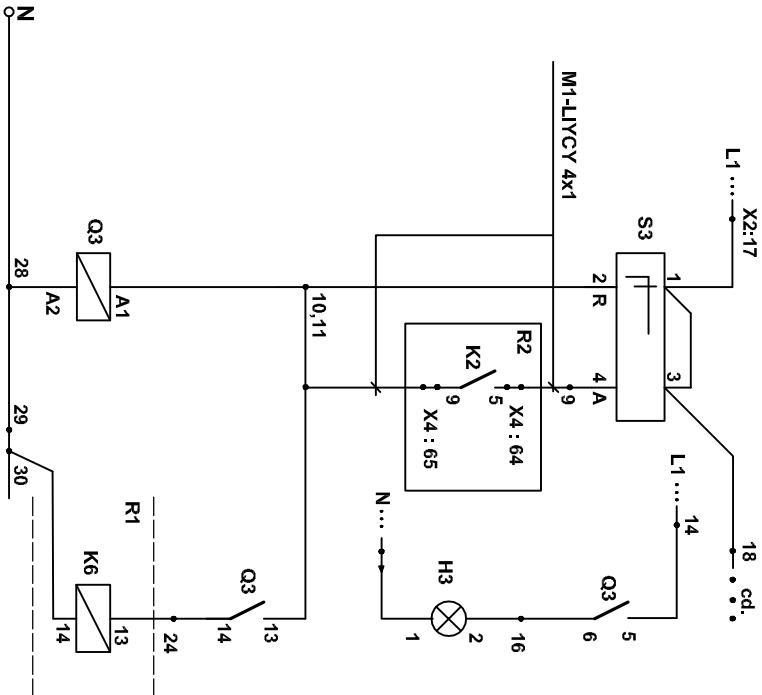 L1 ...
X2:17
S3
1
3
18
cd.
2 R
4 A
L1 ...
14
M1-LIYCY 4x1
9
R2
X4 : 64
5
K2
9
X4 : 65
Q3
5
6
16
2
H3
1
N ...
10,11
Q3
13
14
24
A1
Q3
A2
R1
13
K6
14
28
29
30
N